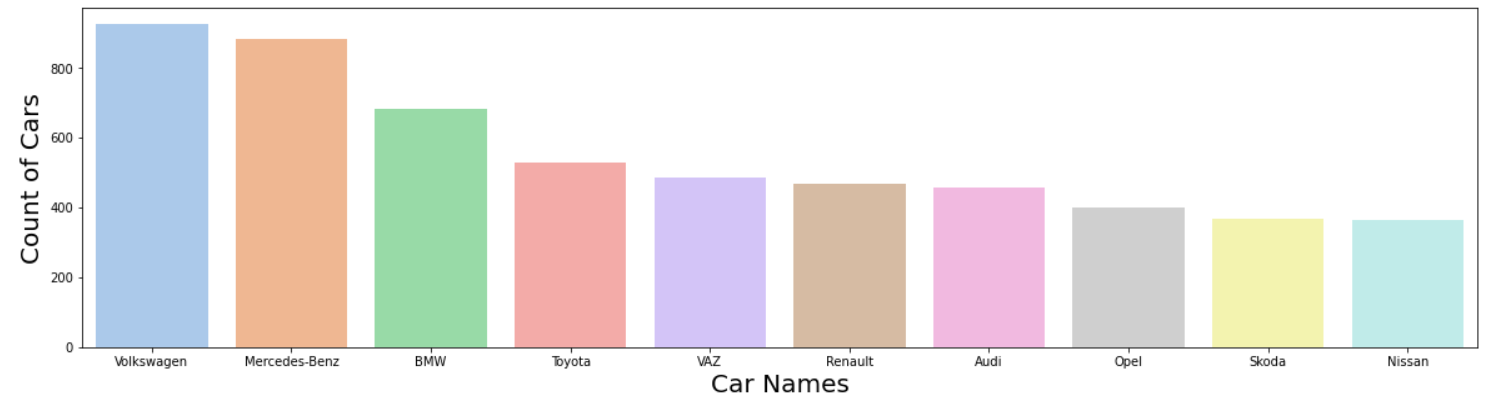 Count of Cars
800
600
400
200
0
Volkswagen Mercedes-Benz BMW Toyota VAZ Renault Audi Opel Skoda Nissan
Car Names